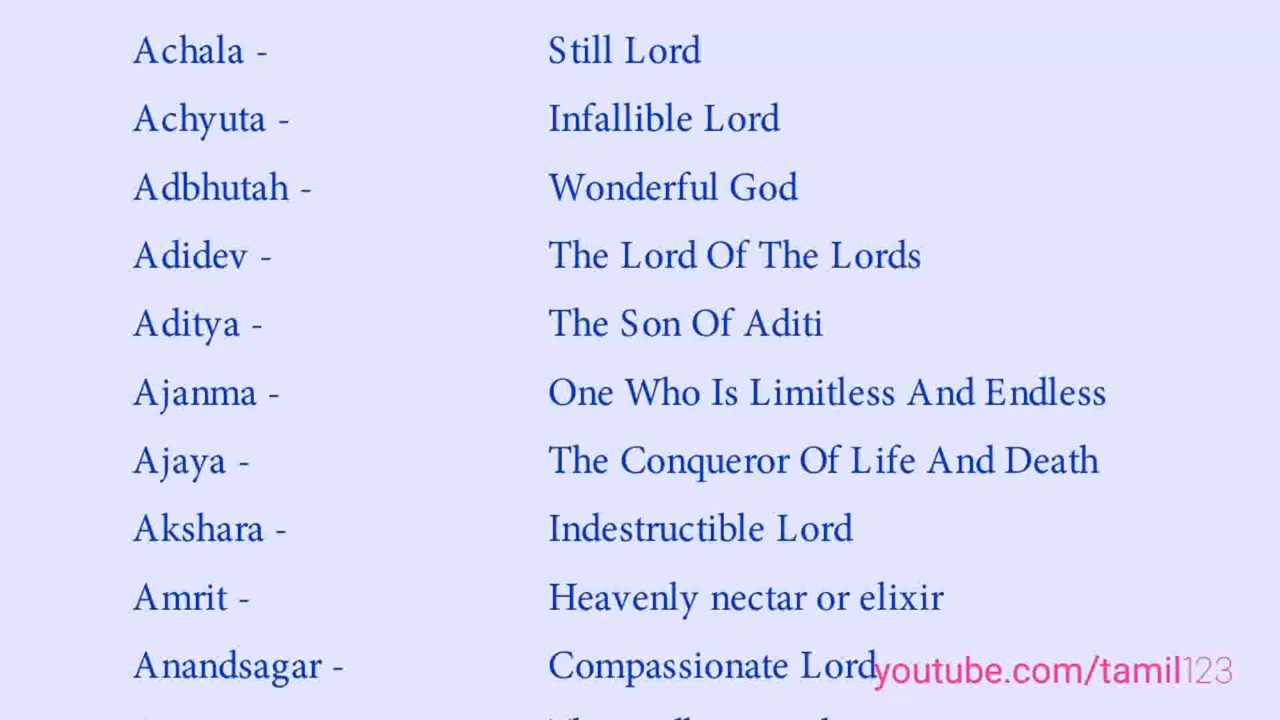 Achala - Still Lord
Achyuta - Infallible Lord
Adbhutah - Wonderful God
Adidev - The Lord Of The Lords
Aditya - The Son Of Aditi
Ajanma - One Who Is Limitless And Endless
Ajaya - The Conqueror Of Life And Death
Akshara - Indestructible Lord
Amrit - Heavenly nectar or elixir
Anandsagar - Compassionate Lord
youtube.com/tamil123